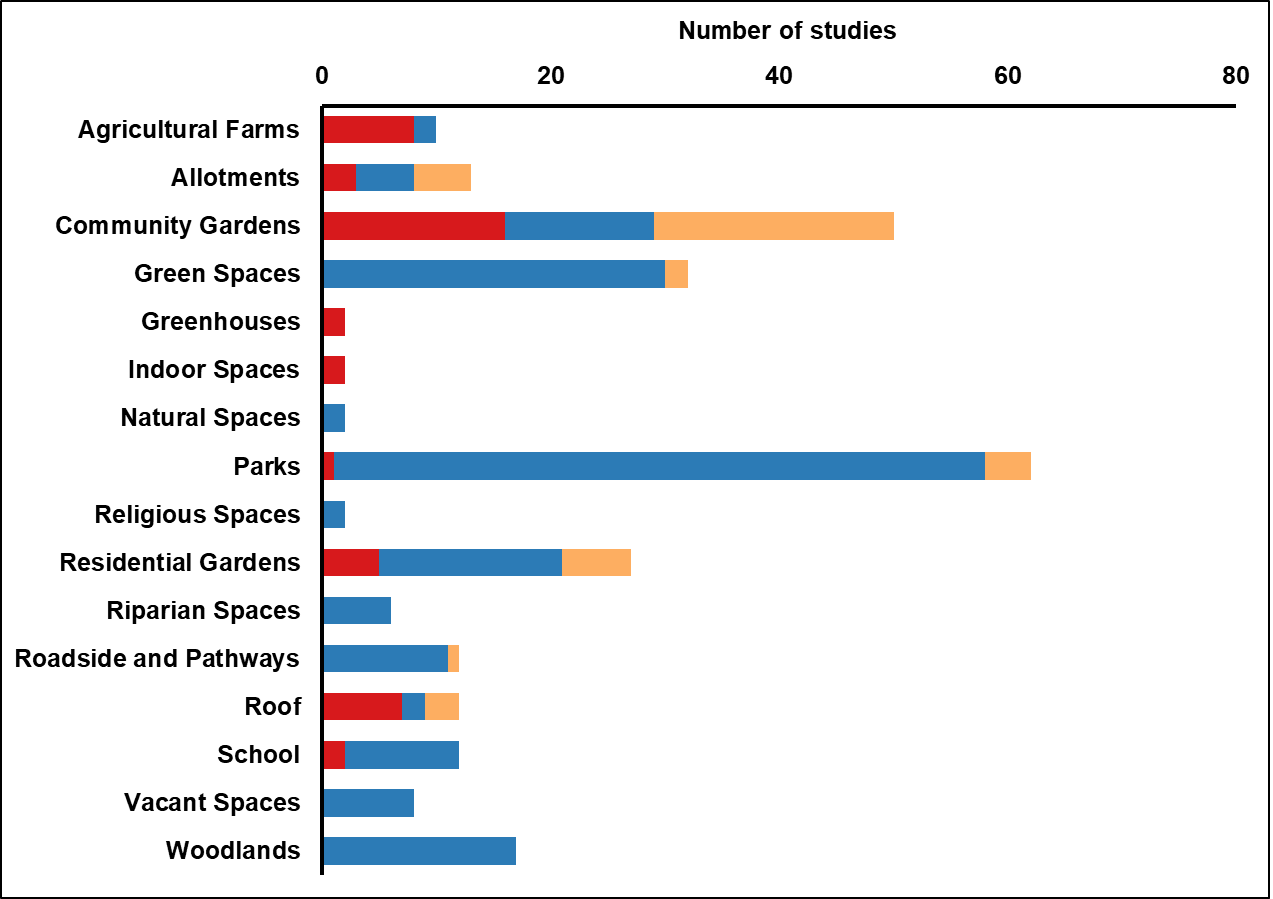 Number of studies
0 20 40 60 80
Agricultural Farms
Allotments
Community Gardens
Green Spaces
Greenhouses
Indoor Spaces
Natural Spaces
Parks
Religious Spaces
Residential Gardens
Riparian Spaces
Roadside and Pathways
Roof
School
Vacant Spaces
Woodlands